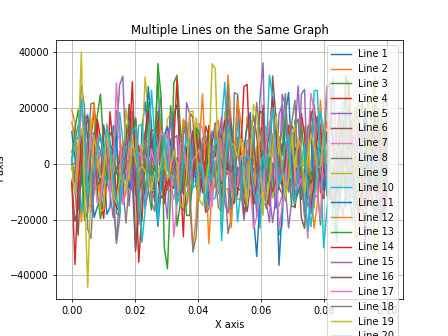 Multiple Lines on the Same Graph
40000
20000
0
−20000
−40000
0.00
0.02
0.04
0.06
X axis
Line 1
Line 2
Line 3
Line 4
Line 5
Line 6
Line 7
Line 8
Line 9
Line 10
Line 11
Line 12
Line 13
Line 14
Line 15
Line 16
Line 17
Line 18
Line 19
Line 20